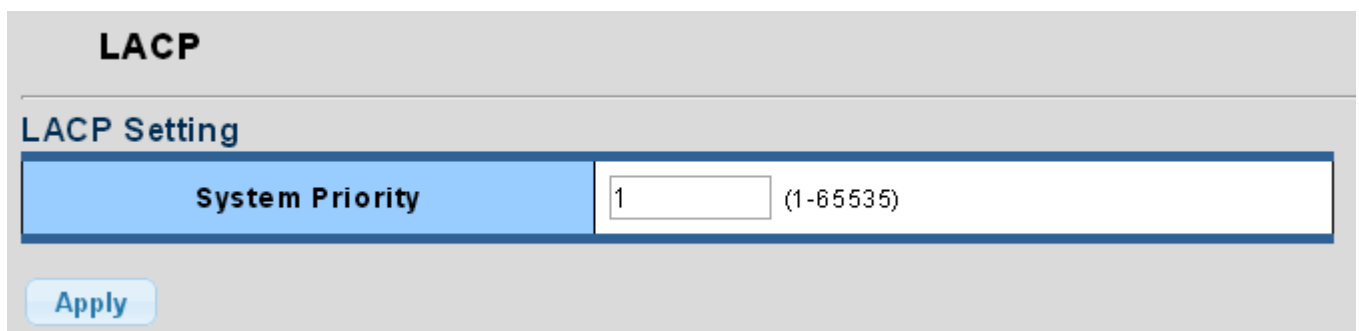 LACP
LACP Setting
System Priority 1 (1-65535)
Apply